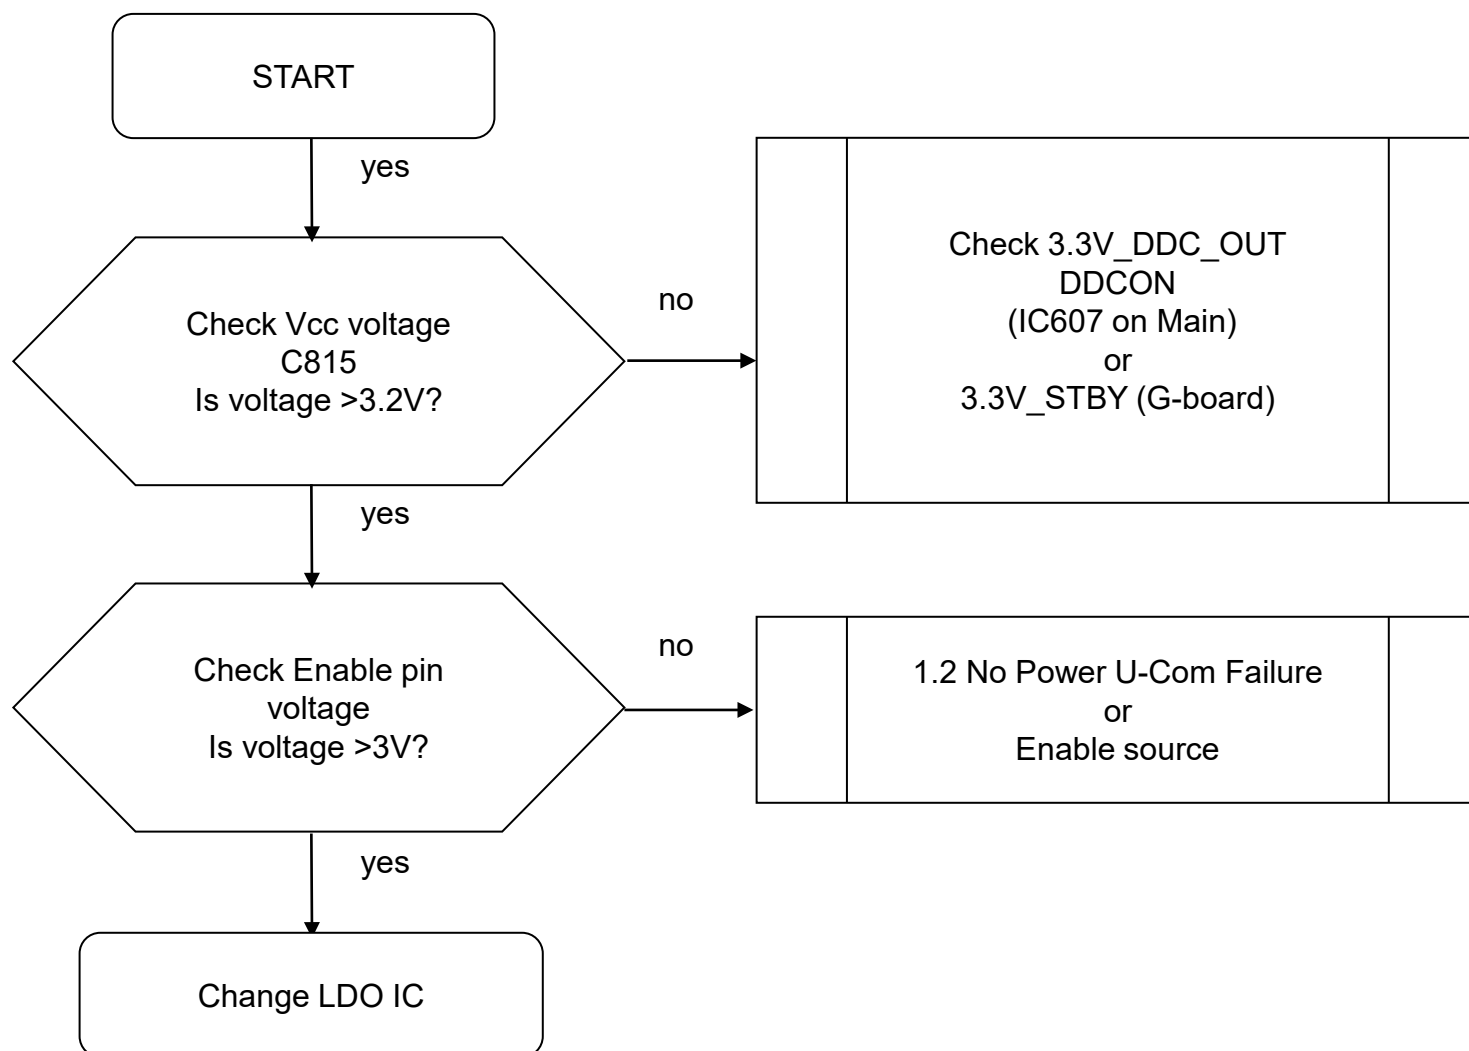 START
yes
Check Vcc voltage
C815
Is voltage >3.2V?
no
Check 3.3V_DDC_OUT
DDCON
(IC607 on Main)
or
3.3V_STBY (G-board)
yes
Check Enable pin
voltage
Is voltage >3V?
no
1.2 No Power U-Com Failure
or
Enable source
yes
Change LDO IC